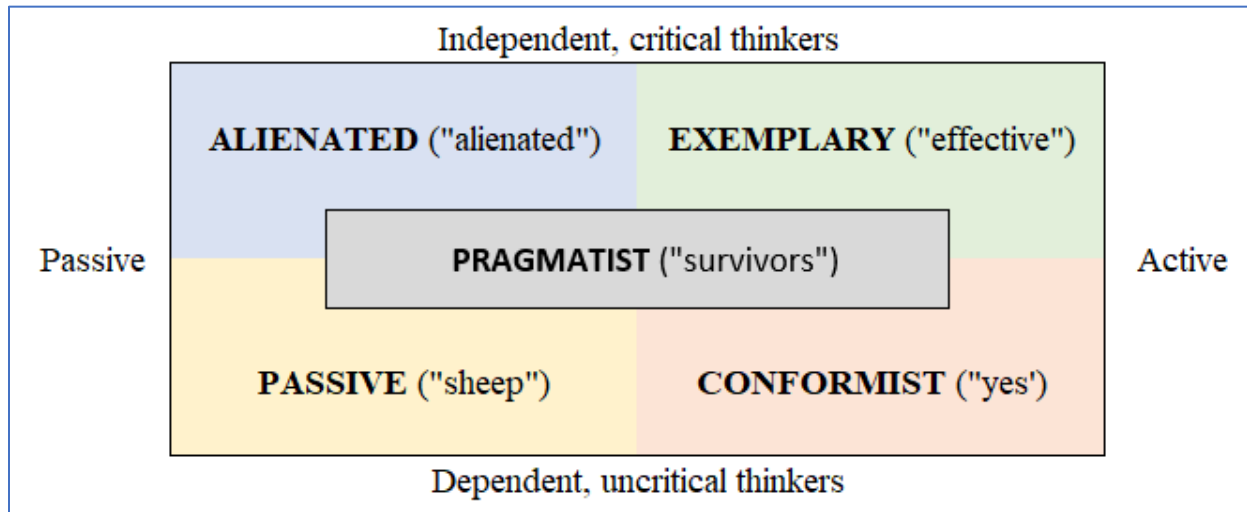 Independent, critical thinkers
ALIENATED ("alienated")
EXEMPLARY ("effective")
Passive
PRAGMATIST ("survivors")
Active
PASSIVE ("sheep")
CONFORMIST ("yes')
Dependent, uncritical thinkers